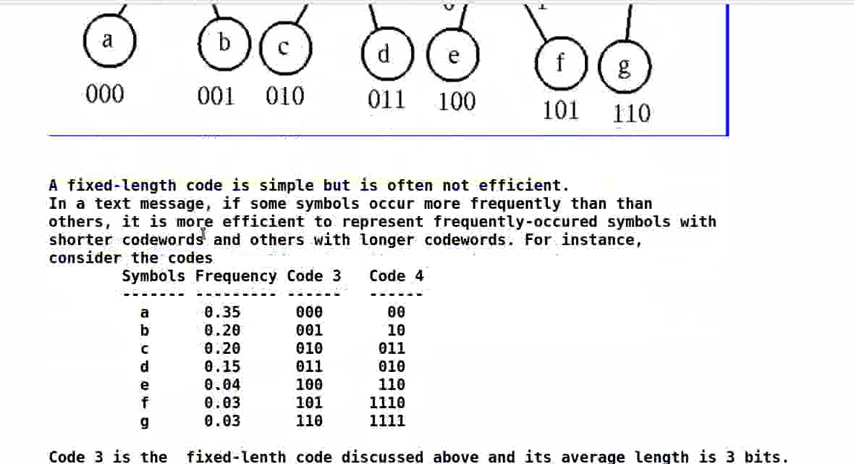 a b c d e f g
000 001 010 011 100 101 110
A fixed-length code is simple but is often not efficient.
In a text message, if some symbols occur more frequently than than
others, it is more efficient to represent frequently-occured symbols with
shorter codewords and others with longer codewords. For instance,
consider the codes
Symbols Frequency Code 3 Code 4
------- --------- ------ ------
a 0.35 000 00
b 0.20 001 10
c 0.20 010 011
d 0.15 011 010
e 0.04 100 110
f 0.03 101 1110
g 0.03 110 1111
Code 3 is the fixed-lenth code discussed above and its average length is 3 bits.